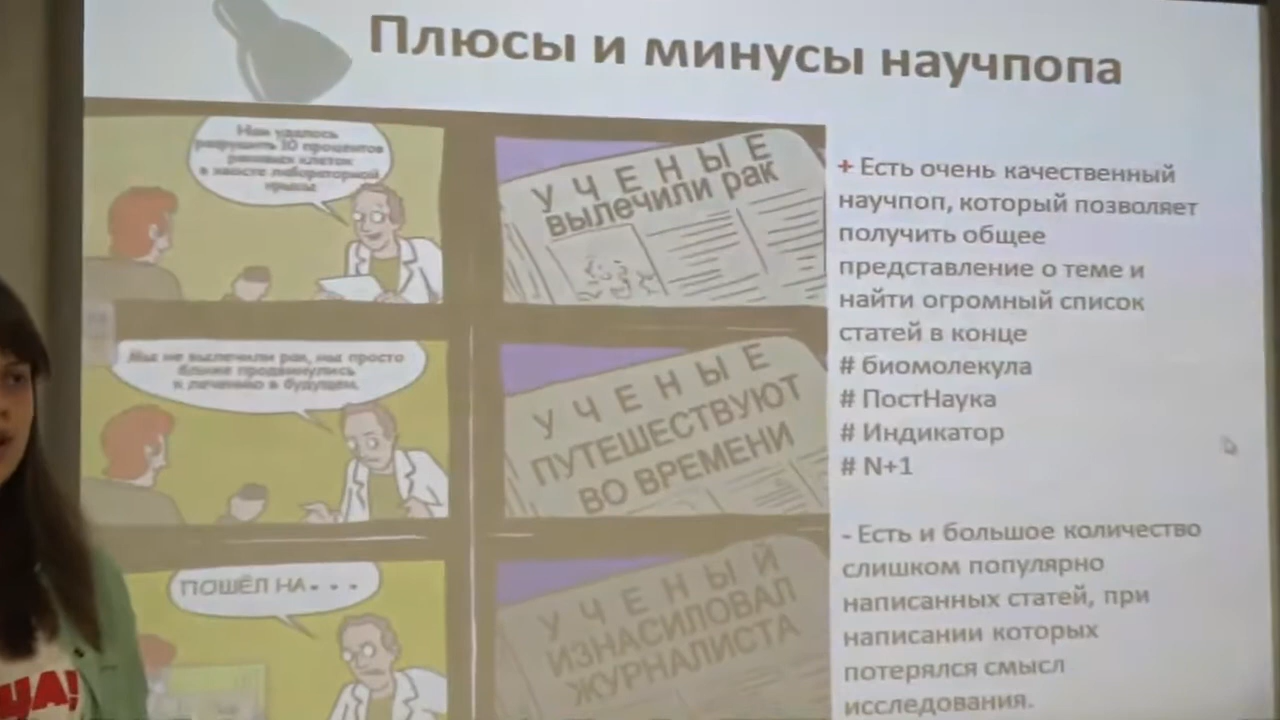 Плюсы и минусы научпопа
Нам удалось
разрушить 10 процентов
раковых клеток
в хвосте лабораторной
крысы
УЧЕНЫЕ
ВЫЛЕЧИЛИ рак
Мы не вылечили рак, мы просто
ближе продвинулись
к лечению в будущем.
УЧЕНЫЕ
ПУТЕШЕСТВУЮТ
ВО ВРЕМЕНИ
ПОШЁЛ НА - - -
УЧЕНЫЙ
ИЗНАСИЛОВАЛ
ЖУРНАЛИСТА
+ Есть очень качественный
научпоп, который позволяет
получить общее
представление о теме и
найти огромный список
статей в конце
# биомолекула
# ПостНаука
# Индикатор
# N+1
- Есть и большое количество
слишком популярно
написанных статей, при
написании которых
потерялся смысл
исследования.